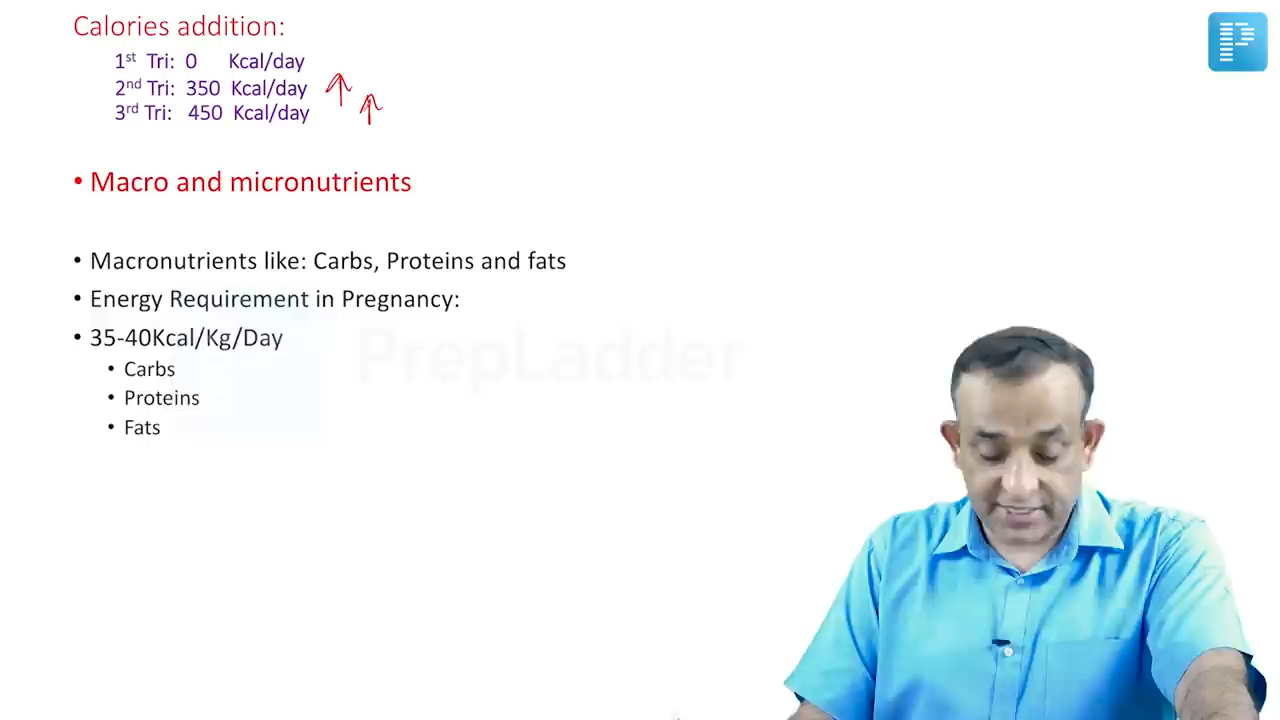 Calories addition:
1st Tri: 0 Kcal/day
2nd Tri: 350 Kcal/day
3rd Tri: 450 Kcal/day
• Macro and micronutrients
• Macronutrients like: Carbs, Proteins and fats
• Energy Requirement in Pregnancy:
• 35-40Kcal/Kg/Day
PrepLadder
• Carbs
• Proteins
• Fats